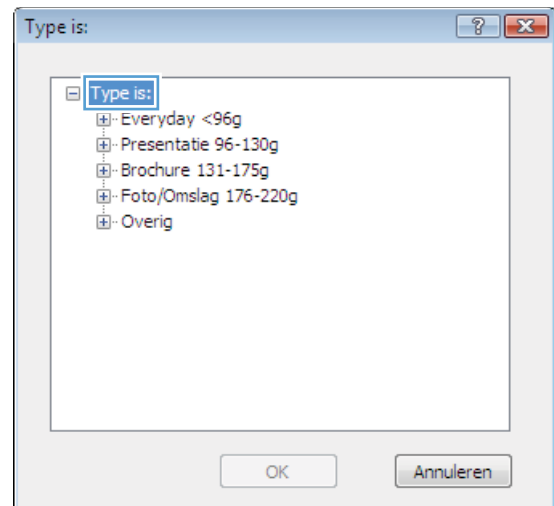 Type is:
Type is:
Everyday <96g
Presentatie 96-130g
Brochure 131-175g
Foto/Omslag 176-220g
Overig
OK
Annuleren